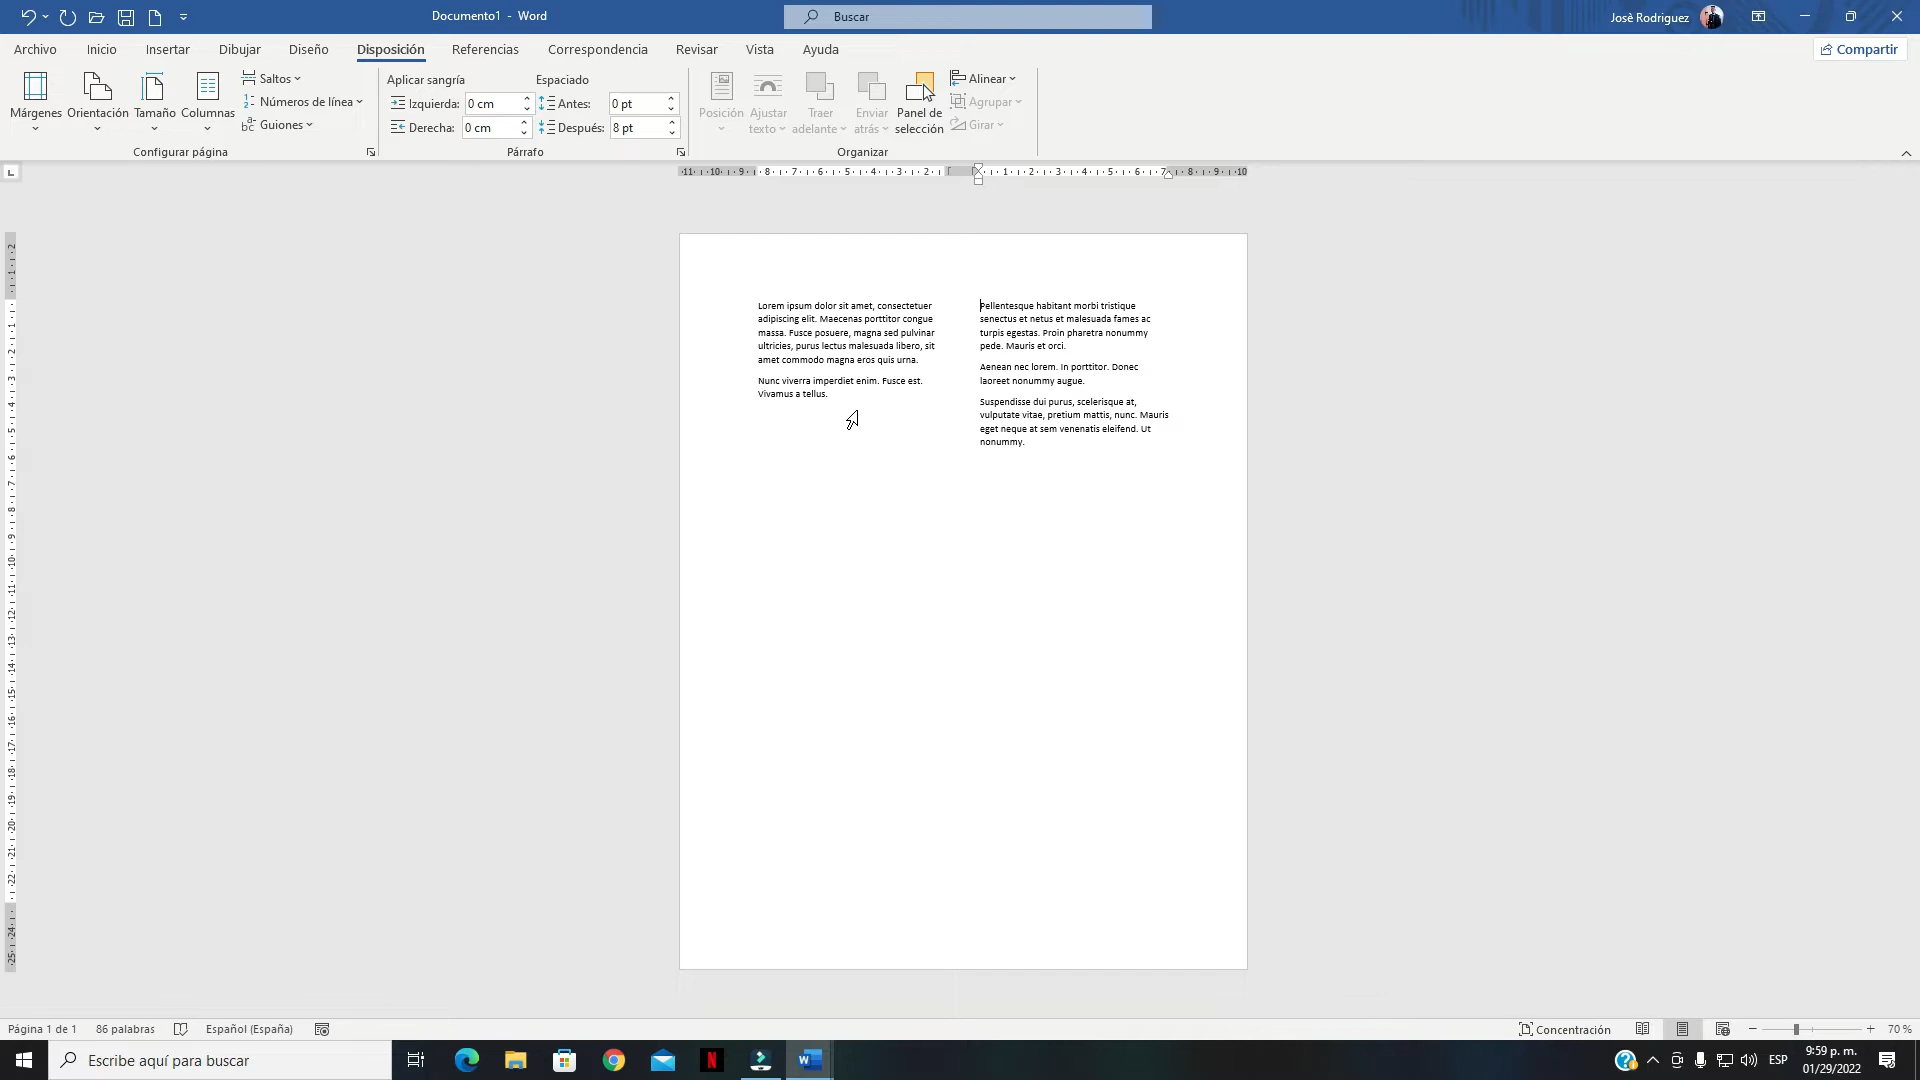 Documento1 - Word
Buscar
Josè Rodriguez
Archivo Inicio Insertar Dibujar Diseño Disposición Referencias Correspondencia Revisar Vista Ayuda
Compartir
Márgenes
Orientación
Tamaño
Columnas
Saltos
Números de línea
Guiones
Configurar página
Aplicar sangría
Izquierda: 0 cm
Derecha: 0 cm
Espaciado
Antes: 0 pt
Después: 8 pt
Párrafo
Posición
Ajustar
texto
Traer
adelante
Enviar
atrás
Panel de
selección
Alinear
Agrupar
Girar
Organizar
Lorem ipsum dolor sit amet, consectetuer
adipiscing elit. Maecenas porttitor congue
massa. Fusce posuere, magna sed pulvinar
ultricies, purus lectus malesuada libero, sit
amet commodo magna eros quis urna.
Nunc viverra imperdiet enim. Fusce est.
Vivamus a tellus.
Pellentesque habitant morbi tristique
senectus et netus et malesuada fames ac
turpis egestas. Proin pharetra nonummy
pede. Mauris et orci.
Aenean nec lorem. In porttitor. Donec
laoreet nonummy augue.
Suspendisse dui purus, scelerisque at,
vulputate vitae, pretium mattis, nunc. Mauris
eget neque at sem venenatis eleifend. Ut
nonummy.
Página 1 de 1 86 palabras Español (España)
Concentración
70 %
Escribe aquí para buscar
ESP
9:59 p. m.
01/29/2022